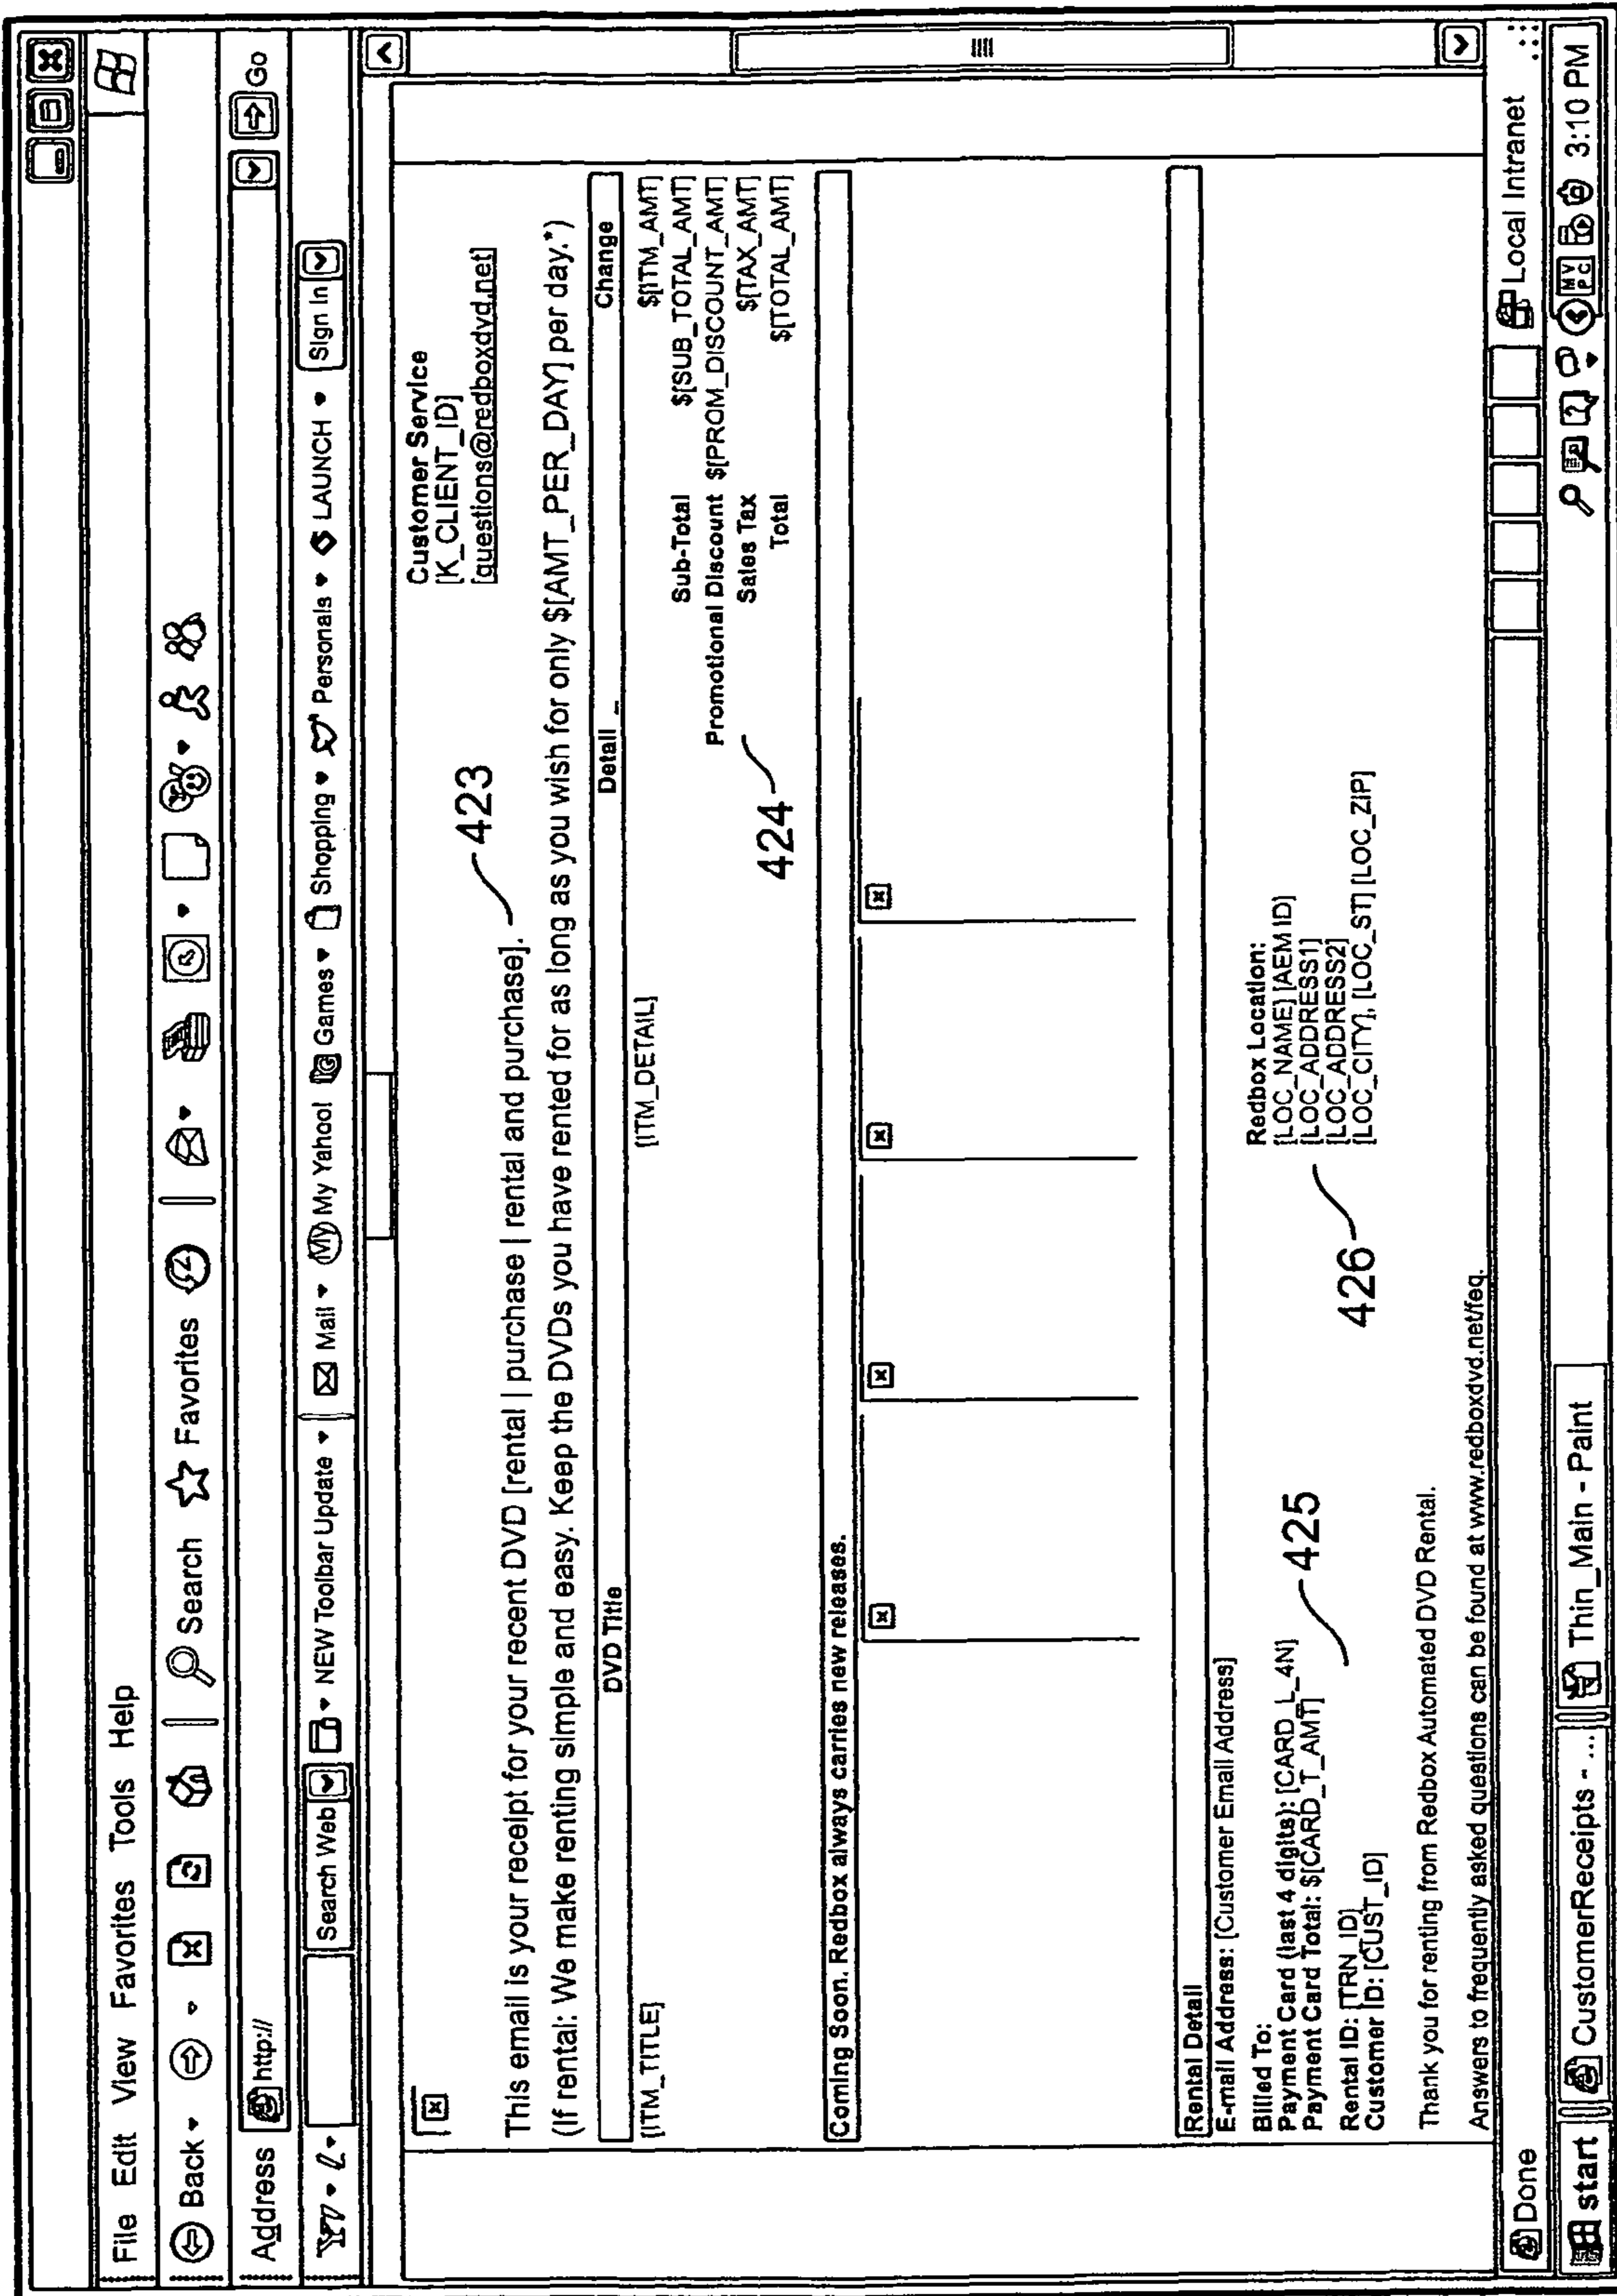 File Edit View Favorites Tools Help
Back Search Favorites
Address http:// Go
Search Web NEW Toolbar Update Mail My Yahoo! Games Shopping Personals LAUNCH Sign In
Customer Service
[K_CLIENT_ID]
[questions@redboxdvd.net]
This email is your receipt for your recent DVD [rental | purchase | rental and purchase]. 423
(If rental: We make renting simple and easy. Keep the DVDs you have rented for as long as you wish for only $[AMT_PER_DAY] per day.*)
DVD Title Detail Change
[ITM_TITLE] [ITM_DETAIL] $[ITM_AMT]
Sub-Total $[SUB_TOTAL_AMT]
Promotional Discount $[PROM_DISCOUNT_AMT]
Sales Tax $[TAX_AMT]
424 Total $[TOTAL_AMT]
Coming Soon. Redbox always carries new releases.
Rental Detail
E-mail Address: [Customer Email Address]
Billed To:
Payment Card (last 4 digits): [CARD_L_4N]
Payment Card Total: $[CARD_T_AMT] 425
Rental ID: [TRN_ID]
Customer ID: [CUST_ID]
Redbox Location:
[LOC_NAME] [AEM ID]
[LOC_ADDRESS1]
[LOC_ADDRESS2]
426 [LOC_CITY], [LOC_ST] [LOC_ZIP]
Thank you for renting from Redbox Automated DVD Rental.
Answers to frequently asked questions can be found at www.redboxdvd.net/feq.
Done Local Intranet
start CustomerReceipts - ... Thin_Main - Paint MY PC 3:10 PM